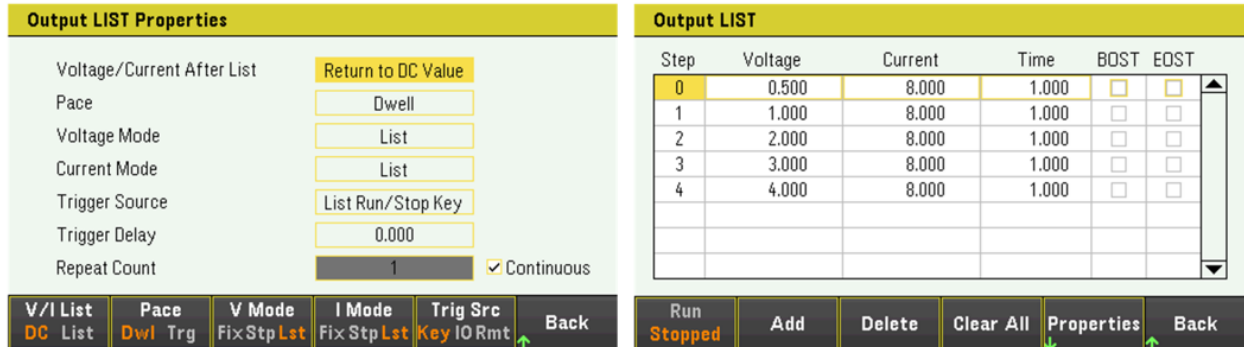 Output LIST Properties
Voltage/Current After List Return to DC Value
Pace Dwell
Voltage Mode List
Current Mode List
Trigger Source List Run/Stop Key
Trigger Delay 0.000
Repeat Count 1 Continuous
V/I List Pace V Mode I Mode Trig Src Back
DC List Dwl Trg Fix Stp Lst Fix Stp Lst Key IO Rmt
Output LIST
Step Voltage Current Time BOST EOST
0 0.500 8.000 1.000
1 1.000 8.000 1.000
2 2.000 8.000 1.000
3 3.000 8.000 1.000
4 4.000 8.000 1.000
Run Add Delete Clear All Properties Back
Stopped